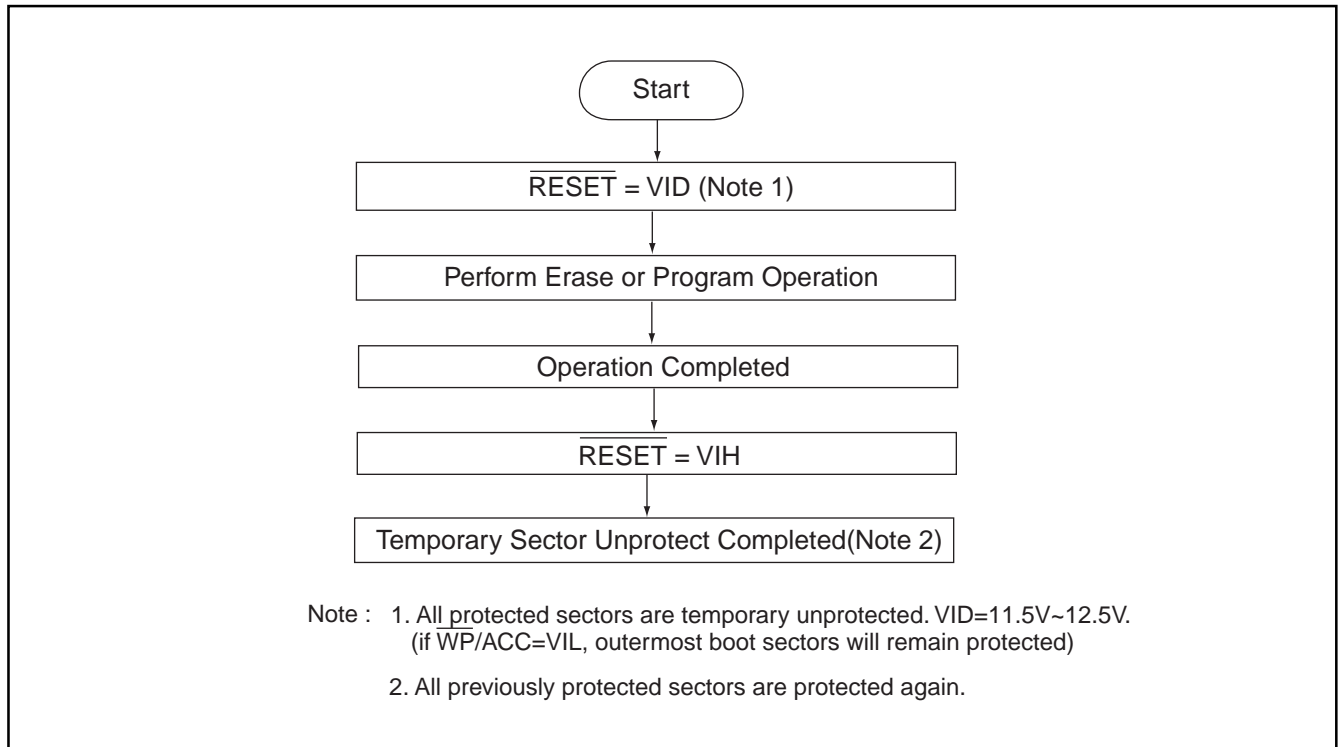 Start
RESET = VID (Note 1)
Perform Erase or Program Operation
Operation Completed
RESET = VIH
Temporary Sector Unprotect Completed(Note 2)
Note : 1. All protected sectors are temporary unprotected. VID=11.5V~12.5V.
(if WP/ACC=VIL, outermost boot sectors will remain protected)
2. All previously protected sectors are protected again.